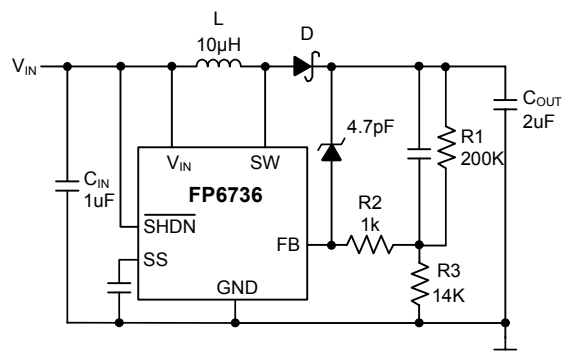 L
10µH
D
VIN
COUT
2uF
4.7pF
R1
200K
VIN
SW
CIN
1uF
FP6736
SHDN
R2
1k
SS
FB
GND
R3
14K